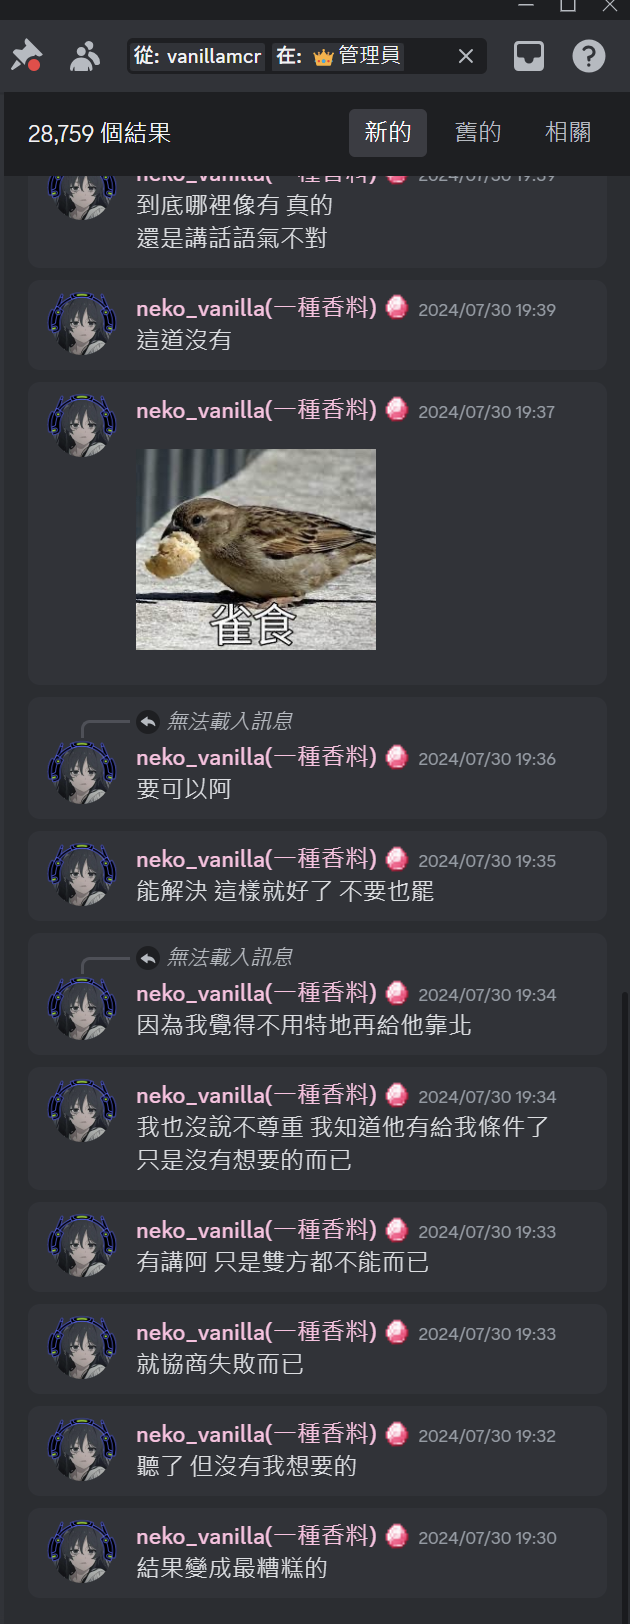 從: vanillamcr 在: 管理員
28,759 個結果 新的 舊的 相關
neko_vanilla(一種香料) 2024/07/30 19:39
到底哪裡像有 真的
還是講話語氣不對
neko_vanilla(一種香料) 2024/07/30 19:39
這道沒有
neko_vanilla(一種香料) 2024/07/30 19:37
雀食
無法載入訊息
neko_vanilla(一種香料) 2024/07/30 19:36
要可以阿
neko_vanilla(一種香料) 2024/07/30 19:35
能解決 這樣就好了 不要也罷
無法載入訊息
neko_vanilla(一種香料) 2024/07/30 19:34
因為我覺得不用特地再給他靠北
neko_vanilla(一種香料) 2024/07/30 19:34
我也沒說不尊重 我知道他有給我條件了
只是沒有想要的而已
neko_vanilla(一種香料) 2024/07/30 19:33
有講阿 只是雙方都不能而已
neko_vanilla(一種香料) 2024/07/30 19:33
就協商失敗而已
neko_vanilla(一種香料) 2024/07/30 19:32
聽了 但沒有我想要的
neko_vanilla(一種香料) 2024/07/30 19:30
結果變成最糟糕的